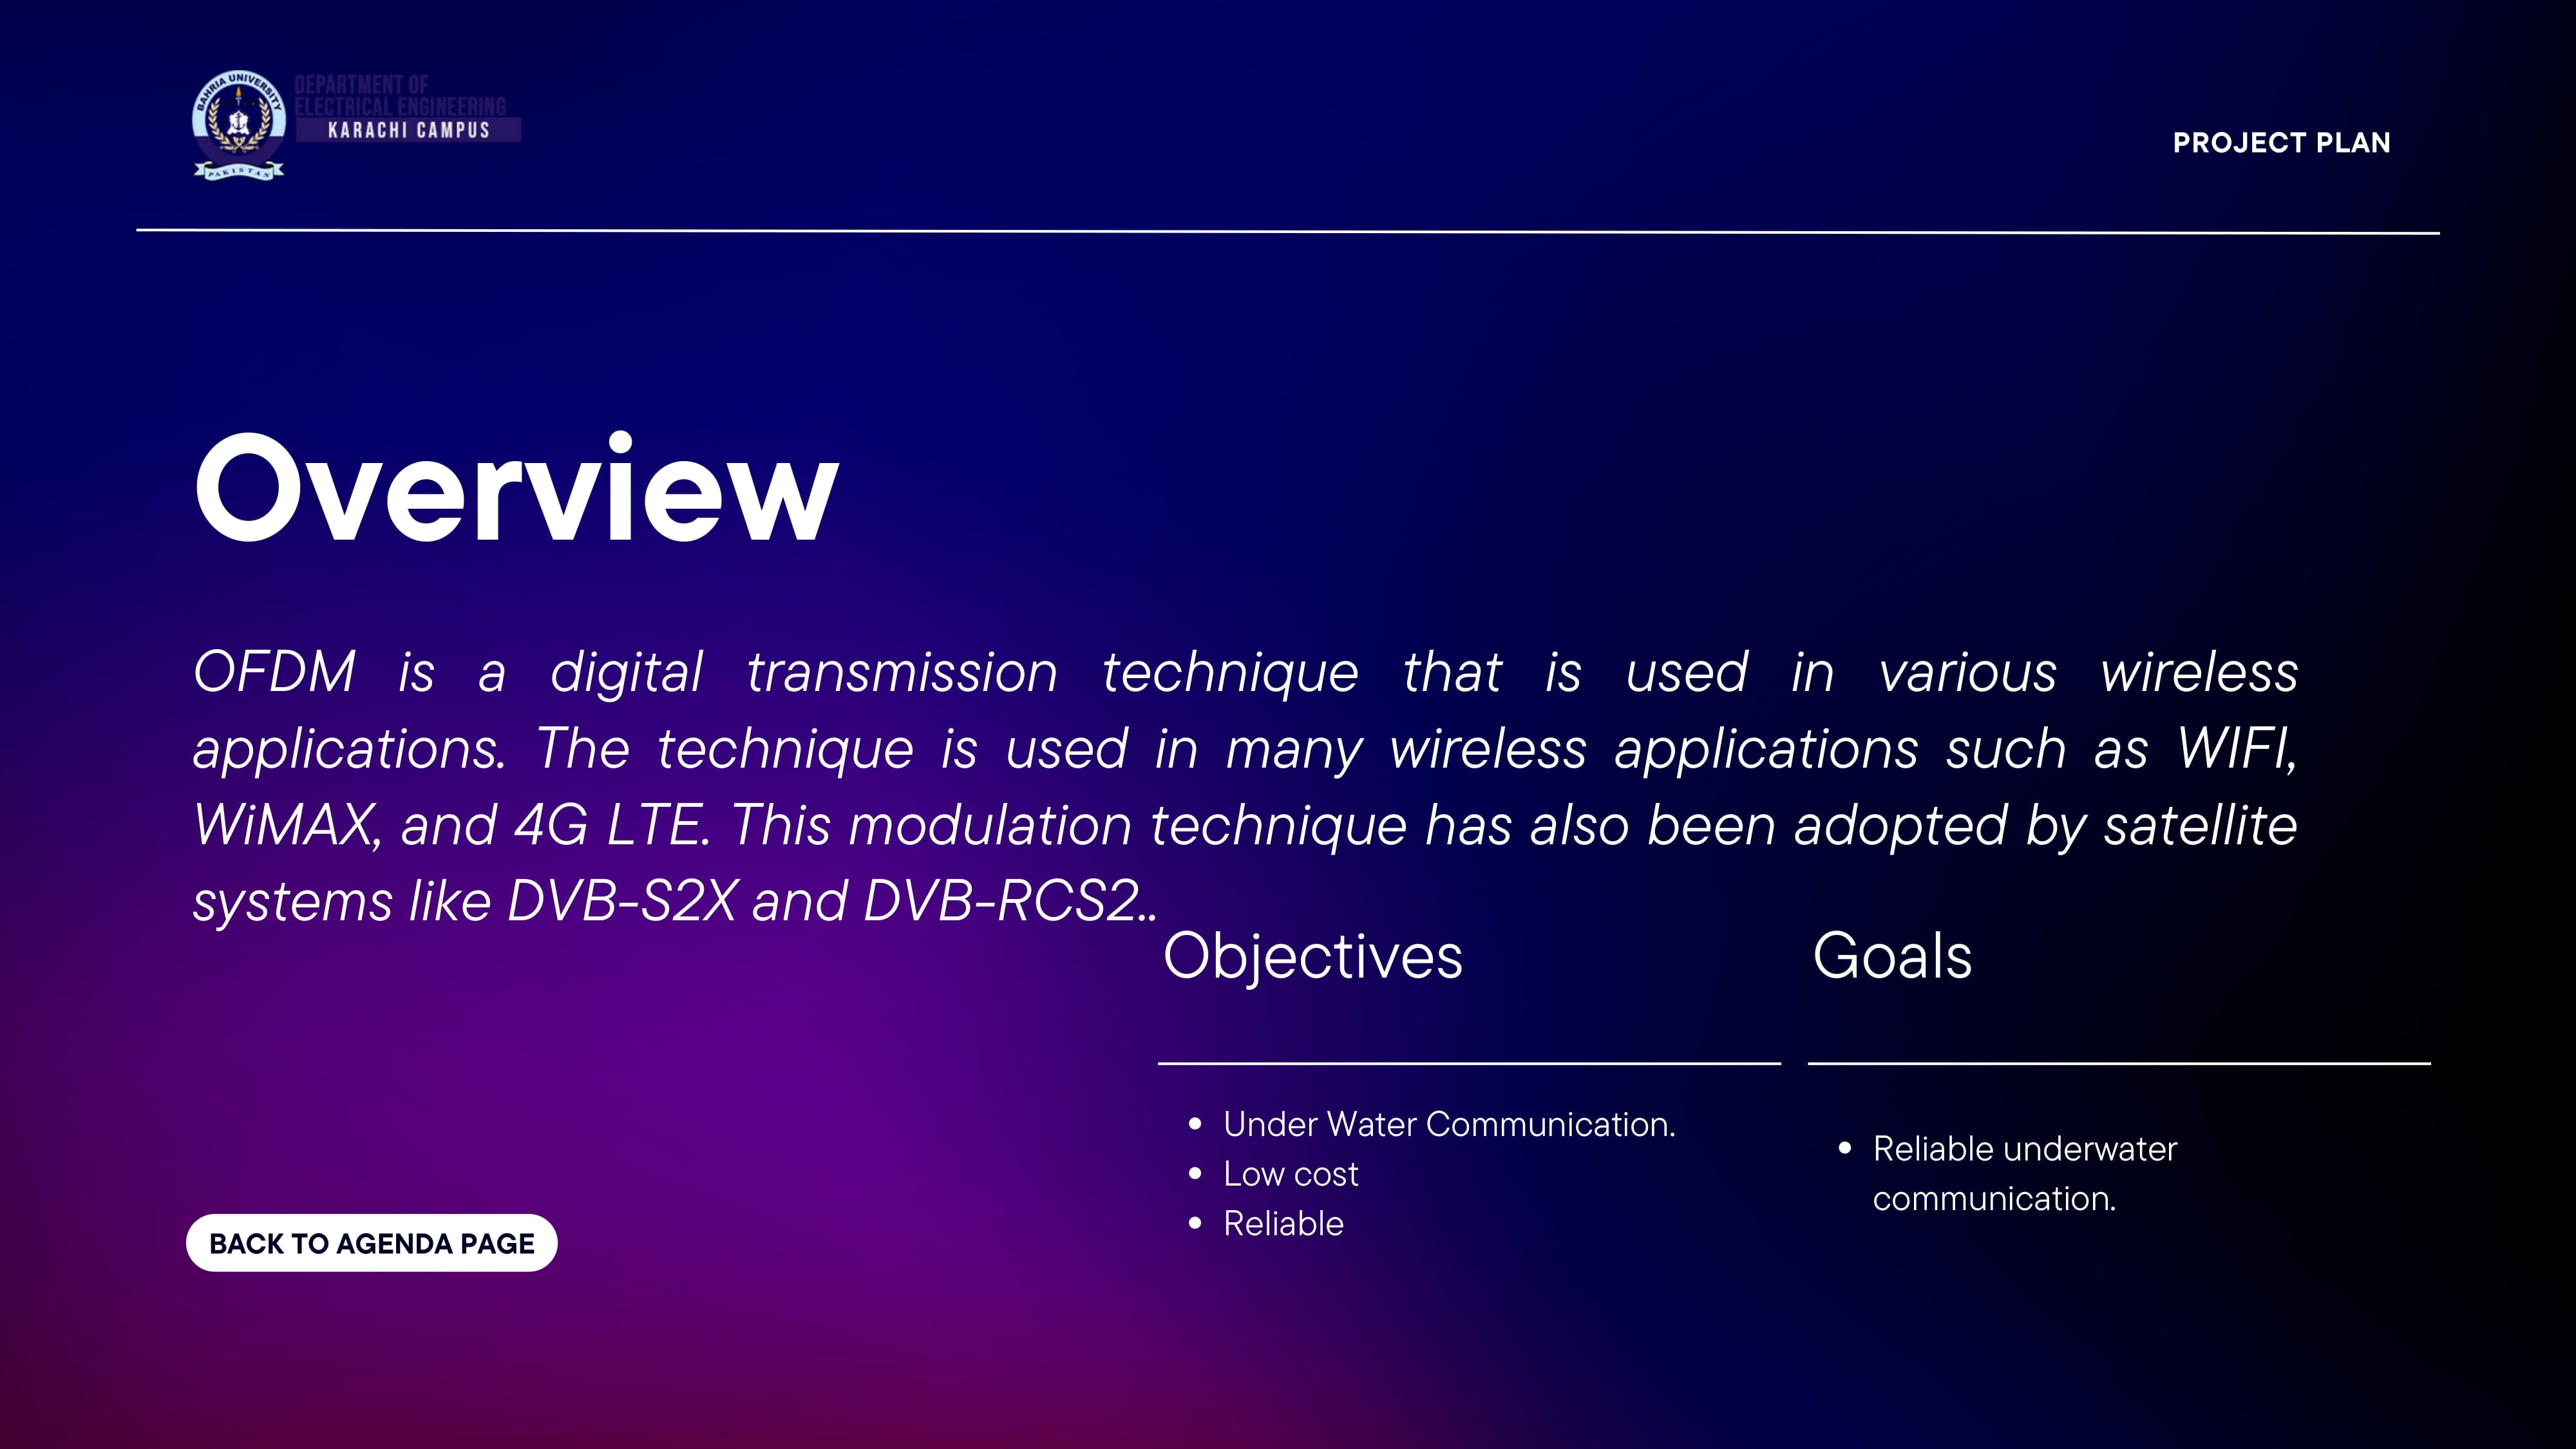 BAHRIA UNIVERSITY
PAKISTAN
DEPARTMENT OF
ELECTRICAL ENGINEERING
KARACHI CAMPUS
PROJECT PLAN
Overview
OFDM is a digital transmission technique that is used in various wireless
applications. The technique is used in many wireless applications such as WIFI,
WiMAX, and 4G LTE. This modulation technique has also been adopted by satellite
systems like DVB-S2X and DVB-RCS2..
Objectives
• Under Water Communication.
• Low cost
• Reliable
Goals
• Reliable underwater
communication.
BACK TO AGENDA PAGE